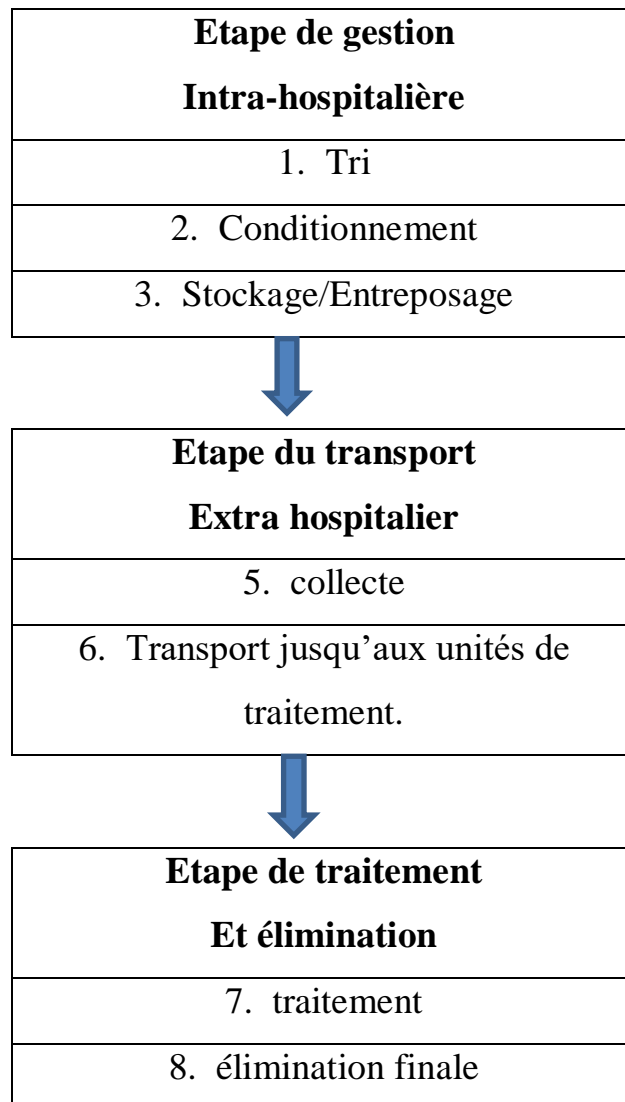 Etape de gestion
Intra-hospitalière
1. Tri
2. Conditionnement
3. Stockage/Entreposage
Etape du transport
Extra hospitalier
5. collecte
6. Transport jusqu’aux unités de
traitement.
Etape de traitement
Et élimination
7. traitement
8. élimination finale